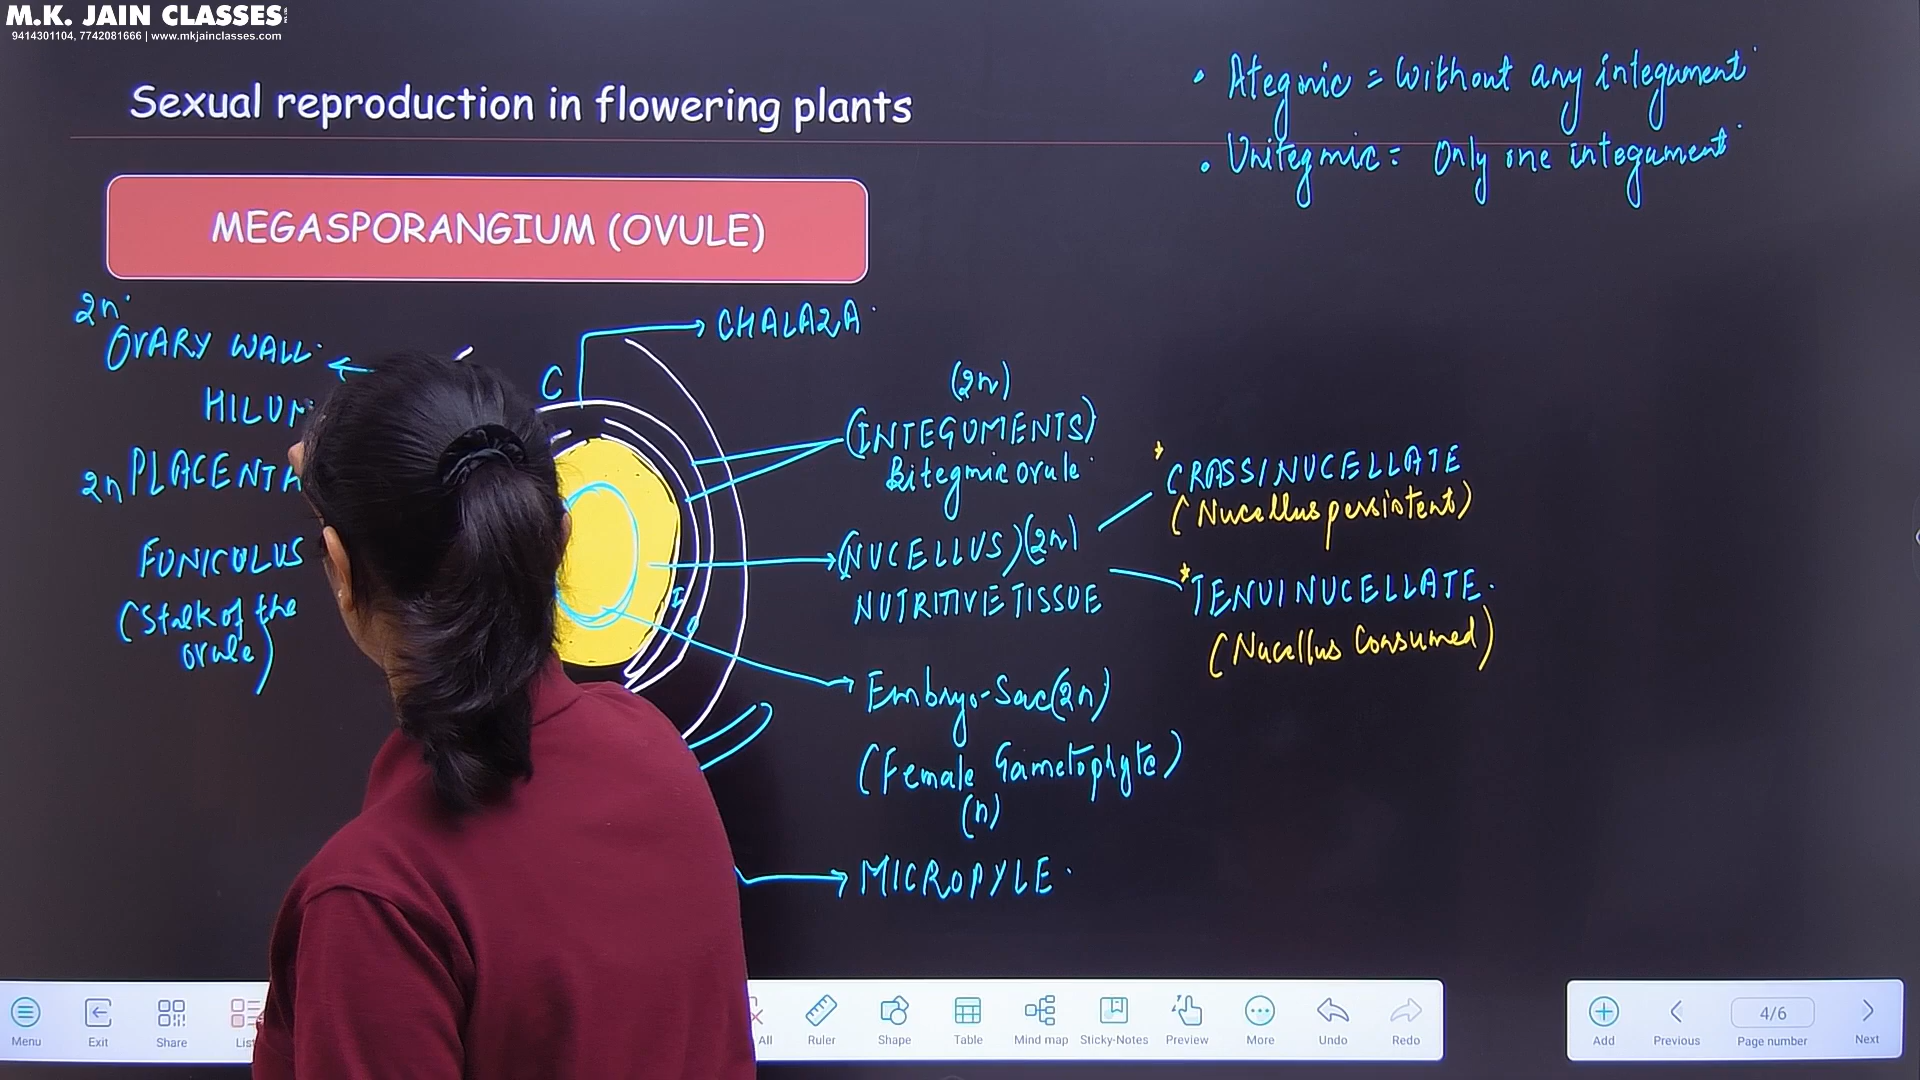 M.K. JAIN CLASSES
9414301104, 7742081666 | www.mkjainclasses.com
Sexual reproduction in flowering plants
• Ategmic = Without any integument
• Unitegmic = Only one integument
MEGASPORANGIUM (OVULE)
2n
OVARY WALL
HILUM
2n PLACENTA
FUNICULUS
(Stalk of the
ovule)
C
CHALAZA
(2n)
(INTEGUMENTS)
Bitegmic ovule
(NUCELLUS) (2n)
NUTRITIVE TISSUE
* CRASSINUCELLATE
(Nucellus persistent)
* TENUINUCELLATE.
(Nucellus Consumed)
I
O
Embryo-Sac (2n)
(Female Gametophyte)
(n)
MICROPYLE
Menu
Exit
Share
List
All
Ruler
Shape
Table
Mind map
Sticky-Notes
Preview
More
Undo
Redo
Add
Previous
4/6
Page number
Next